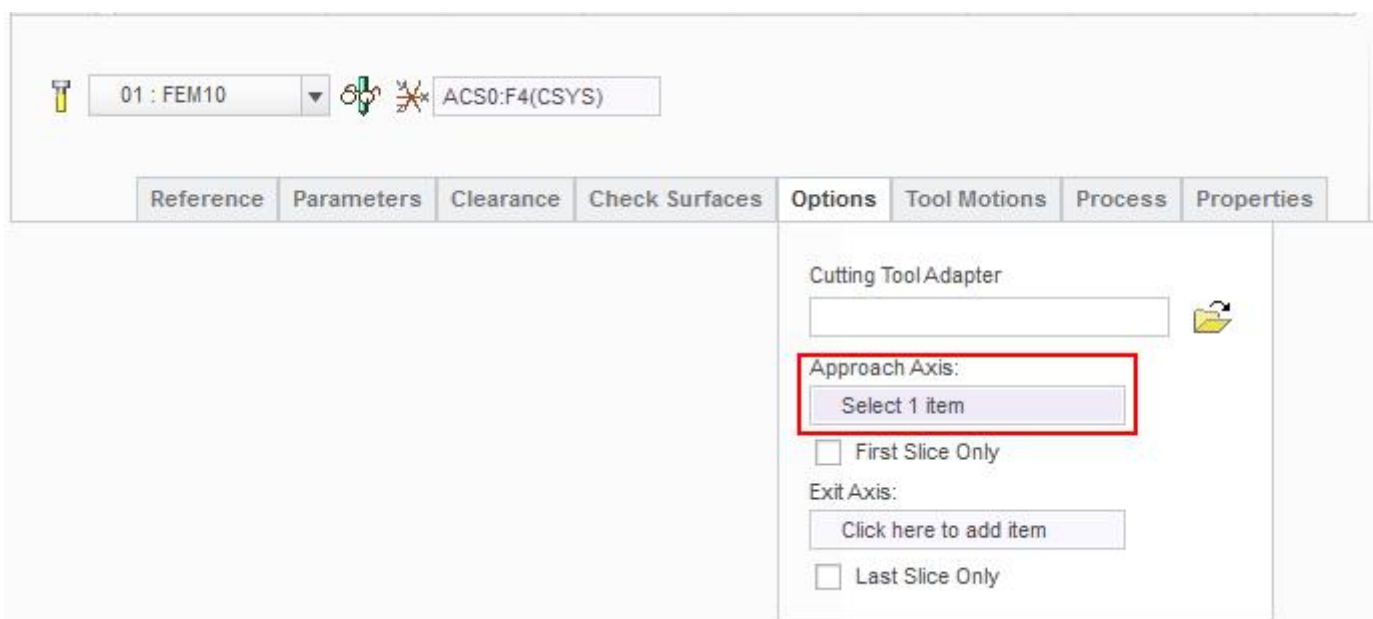 01 : FEM10 ACS0:F4(CSYS)
Reference Parameters Clearance Check Surfaces Options Tool Motions Process Properties
Cutting Tool Adapter
Approach Axis:
Select 1 item
First Slice Only
Exit Axis:
Click here to add item
Last Slice Only